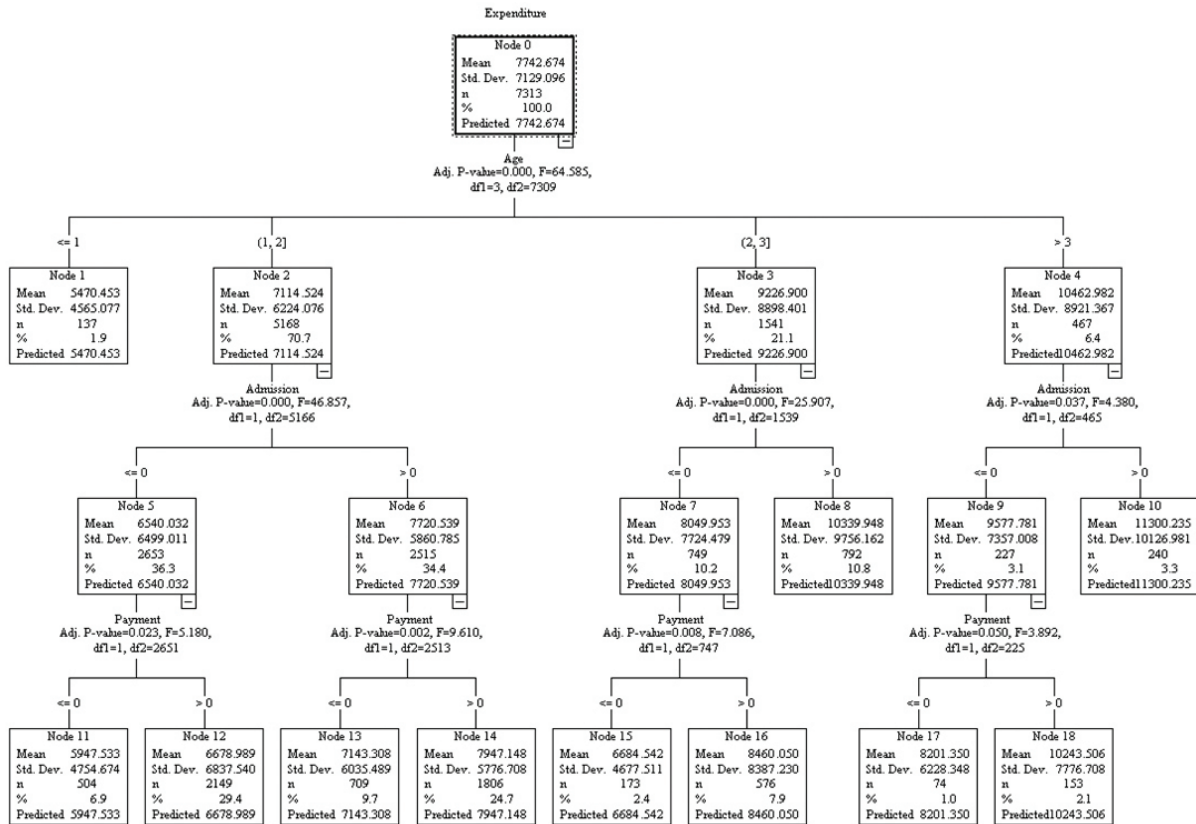 Expenditure
Node 0
Mean 7742.674
Std. Dev. 7129.096
n 7313
% 100.0
Predicted 7742.674
Age
Adj. P-value=0.000, F=64.585,
df1=3, df2=7309
<= 1
(1, 2]
(2, 3]
> 3
Node 1
Mean 5470.453
Std. Dev. 4565.077
n 137
% 1.9
Predicted 5470.453
Node 2
Mean 7114.524
Std. Dev. 6224.076
n 5168
% 70.7
Predicted 7114.524
Node 3
Mean 9226.900
Std. Dev. 8898.401
n 1541
% 21.1
Predicted 9226.900
Node 4
Mean 10462.982
Std. Dev. 8921.367
n 467
% 6.4
Predicted10462.982
Admission
Adj. P-value=0.000, F=46.857,
df1=1, df2=5166
Admission
Adj. P-value=0.000, F=25.907,
df1=1, df2=1539
Admission
Adj. P-value=0.037, F=4.380,
df1=1, df2=465
<= 0
> 0
<= 0
> 0
<= 0
> 0
Node 5
Mean 6540.032
Std. Dev. 6499.011
n 2653
% 36.3
Predicted 6540.032
Node 6
Mean 7720.539
Std. Dev. 5860.785
n 2515
% 34.4
Predicted 7720.539
Node 7
Mean 8049.953
Std. Dev. 7724.479
n 749
% 10.2
Predicted 8049.953
Node 8
Mean 10339.948
Std. Dev. 9756.162
n 792
% 10.8
Predicted10339.948
Node 9
Mean 9577.781
Std. Dev. 7357.008
n 227
% 3.1
Predicted 9577.781
Node 10
Mean 11300.235
Std. Dev.10126.981
n 240
% 3.3
Predicted11300.235
Payment
Adj. P-value=0.023, F=5.180,
df1=1, df2=2651
Payment
Adj. P-value=0.002, F=9.610,
df1=1, df2=2513
Payment
Adj. P-value=0.008, F=7.086,
df1=1, df2=747
Payment
Adj. P-value=0.050, F=3.892,
df1=1, df2=225
<= 0
> 0
<= 0
> 0
<= 0
> 0
<= 0
> 0
Node 11
Mean 5947.533
Std. Dev. 4754.674
n 504
% 6.9
Predicted 5947.533
Node 12
Mean 6678.989
Std. Dev. 6837.540
n 2149
% 29.4
Predicted 6678.989
Node 13
Mean 7143.308
Std. Dev. 6035.489
n 709
% 9.7
Predicted 7143.308
Node 14
Mean 7947.148
Std. Dev. 5776.708
n 1806
% 24.7
Predicted 7947.148
Node 15
Mean 6684.542
Std. Dev. 4677.511
n 173
% 2.4
Predicted 6684.542
Node 16
Mean 8460.050
Std. Dev. 8387.230
n 576
% 7.9
Predicted 8460.050
Node 17
Mean 8201.350
Std. Dev. 6228.348
n 74
% 1.0
Predicted 8201.350
Node 18
Mean 10243.506
Std. Dev. 7776.708
n 153
% 2.1
Predicted10243.506